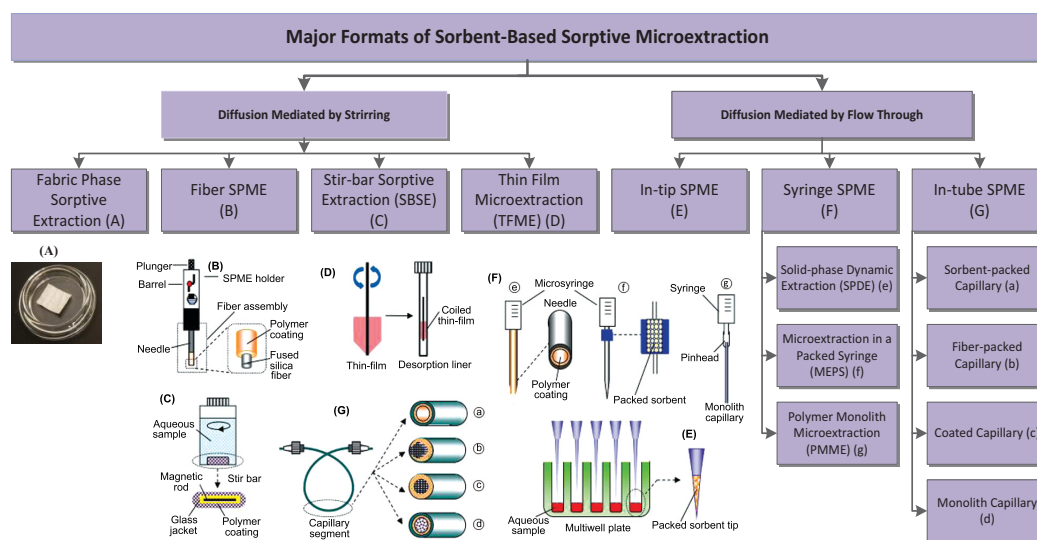 Major Formats of Sorbent-Based Sorptive Microextraction
Diffusion Mediated by Strirring
Diffusion Mediated by Flow Through
Fabric Phase
Sorptive
Extraction (A)
Fiber SPME
(B)
Stir-bar Sorptive
Extraction (SBSE)
(C)
Thin Film
Microextraction
(TFME) (D)
In-tip SPME
(E)
Syringe SPME
(F)
In-tube SPME
(G)
Solid-phase Dynamic
Extraction (SPDE) (e)
Microextraction in a
Packed Syringe
(MEPS) (f)
Polymer Monolith
Microextraction
(PMME) (g)
Sorbent-packed
Capillary (a)
Fiber-packed
Capillary (b)
Coated Capillary (c)
Monolith Capillary
(d)
(A)
(B)
Plunger
Barrel
SPME holder
Fiber assembly
Needle
Polymer
coating
Fused
silica
fiber
(D)
Thin-film
Coiled
thin-film
Desorption liner
(F)
e
Microsyringe
f
Syringe
g
Needle
Polymer
coating
Packed sorbent
Pinhead
Monolith
capillary
(C)
Aqueous
sample
Stir bar
Magnetic
rod
Glass
jacket
Polymer
coating
(G)
Capillary
segment
a
b
c
d
(E)
Aqueous
sample
Multiwell plate
Packed sorbent tip